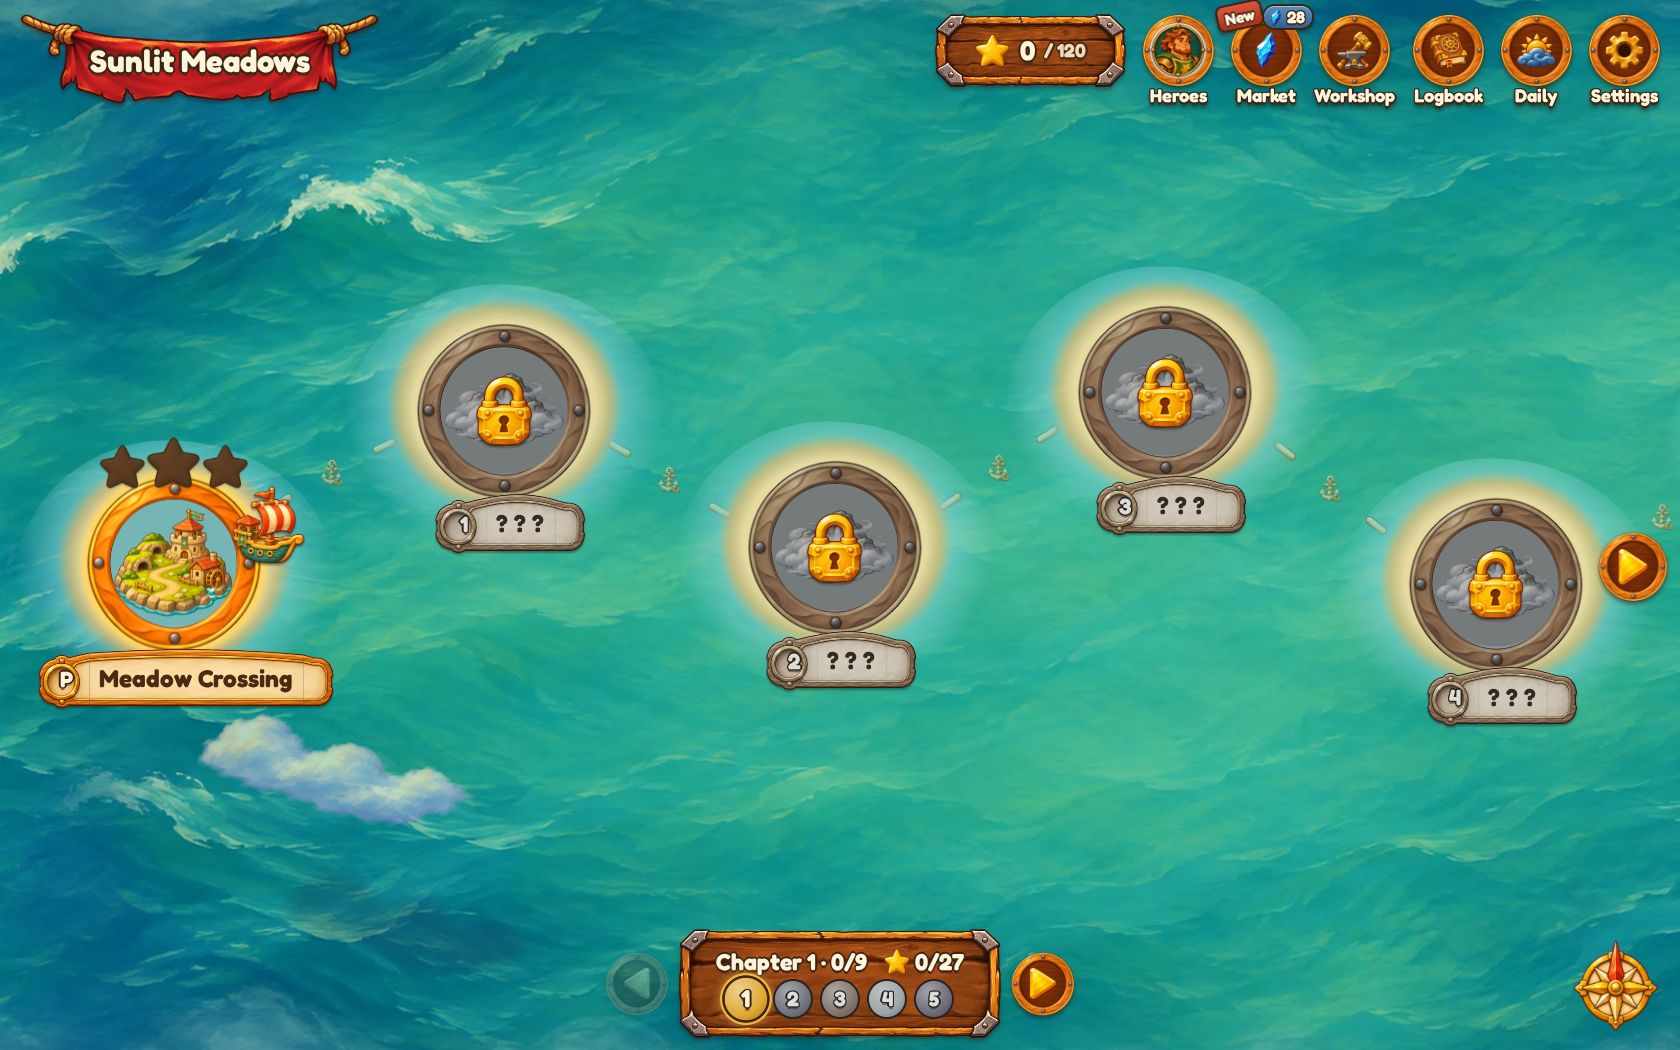 Sunlit Meadows
0 / 120
New
28
Heroes
Market
Workshop
Logbook
Daily
Settings
1 ???
3 ???
2 ???
P Meadow Crossing
4 ???
Chapter 1 · 0/9 0/27
1 2 3 4 5